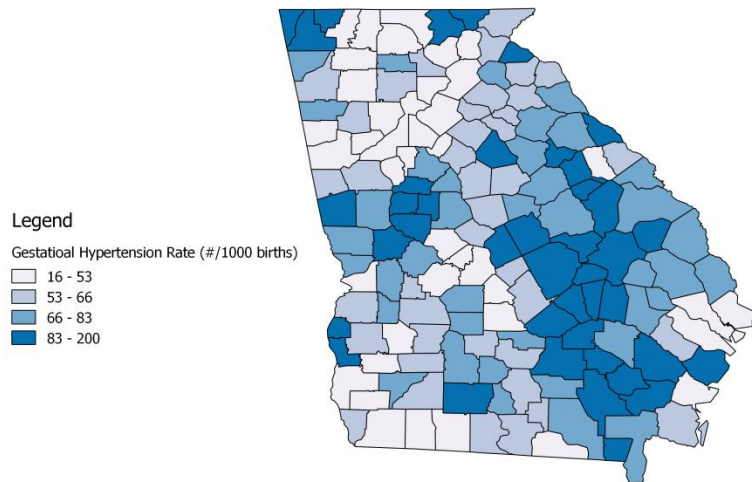 Legend
Gestatioal Hypertension Rate (#/1000 births)
16 - 53
53 - 66
66 - 83
83 - 200